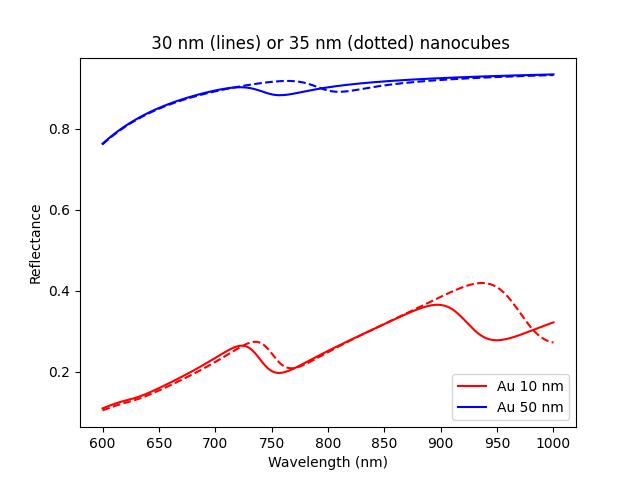 30 nm (lines) or 35 nm (dotted) nanocubes
Reflectance
0.8
0.6
0.4
0.2
Au 10 nm
Au 50 nm
600 650 700 750 800 850 900 950 1000
Wavelength (nm)